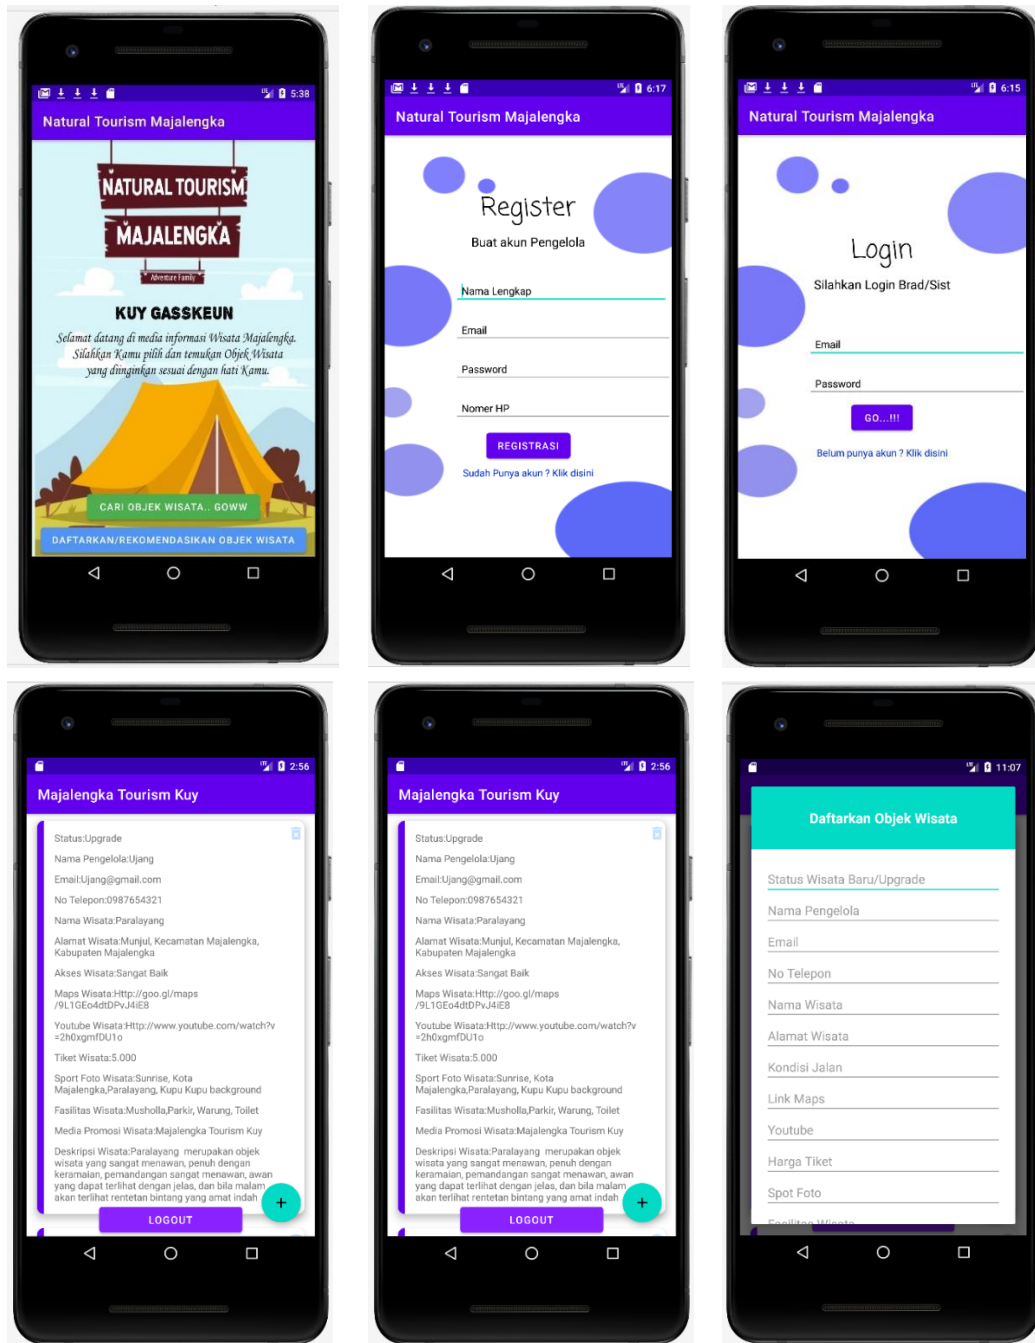 5:38
Natural Tourism Majalengka
NATURAL TOURISM
MAJALENGKA
Adventure Family
KUY GASSKEUN
Selamat datang di media informasi Wisata Majalengka.
Silahkan Kamu pilih dan temukan Objek Wisata
yang diinginkan sesuai dengan hati Kamu.
CARI OBJEK WISATA.. GOWW
DAFTARKAN/REKOMENDASIKAN OBJEK WISATA
6:17
Natural Tourism Majalengka
Register
Buat akun Pengelola
Nama Lengkap
Email
Password
Nomer HP
REGISTRASI
Sudah Punya akun ? Klik disini
6:15
Natural Tourism Majalengka
Login
Silahkan Login Brad/Sist
Email
Password
GO...!!!
Belum punya akun ? Klik disini
2:56
Majalengka Tourism Kuy
Status:Upgrade
Nama Pengelola:Ujang
Email:Ujang@gmail.com
No Telepon:0987654321
Nama Wisata:Paralayang
Alamat Wisata:Munjul, Kecamatan Majalengka,
Kabupaten Majalengka
Akses Wisata:Sangat Baik
Maps Wisata:Http://goo.gl/maps
/9L1GEo4dtDPvJ4iE8
Youtube Wisata:Http://www.youtube.com/watch?v
=2h0xgmfDU1o
Tiket Wisata:5.000
Sport Foto Wisata:Sunrise, Kota
Majalengka,Paralayang, Kupu Kupu background
Fasilitas Wisata:Musholla,Parkir, Warung, Toilet
Media Promosi Wisata:Majalengka Tourism Kuy
Deskripsi Wisata:Paralayang merupakan objek
wisata yang sangat menawan, penuh dengan
keramaian, pemandangan sangat menawan, awan
yang dapat terlihat dengan jelas, dan bila malam
akan terlihat rentetan bintang yang amat indah
+
LOGOUT
2:56
Majalengka Tourism Kuy
Status:Upgrade
Nama Pengelola:Ujang
Email:Ujang@gmail.com
No Telepon:0987654321
Nama Wisata:Paralayang
Alamat Wisata:Munjul, Kecamatan Majalengka,
Kabupaten Majalengka
Akses Wisata:Sangat Baik
Maps Wisata:Http://goo.gl/maps
/9L1GEo4dtDPvJ4iE8
Youtube Wisata:Http://www.youtube.com/watch?v
=2h0xgmfDU1o
Tiket Wisata:5.000
Sport Foto Wisata:Sunrise, Kota
Majalengka,Paralayang, Kupu Kupu background
Fasilitas Wisata:Musholla,Parkir, Warung, Toilet
Media Promosi Wisata:Majalengka Tourism Kuy
Deskripsi Wisata:Paralayang merupakan objek
wisata yang sangat menawan, penuh dengan
keramaian, pemandangan sangat menawan, awan
yang dapat terlihat dengan jelas, dan bila malam
akan terlihat rentetan bintang yang amat indah
+
LOGOUT
11:07
Daftarkan Objek Wisata
Status Wisata Baru/Upgrade
Nama Pengelola
Email
No Telepon
Nama Wisata
Alamat Wisata
Kondisi Jalan
Link Maps
Youtube
Harga Tiket
Spot Foto
Fasilitas Wisata